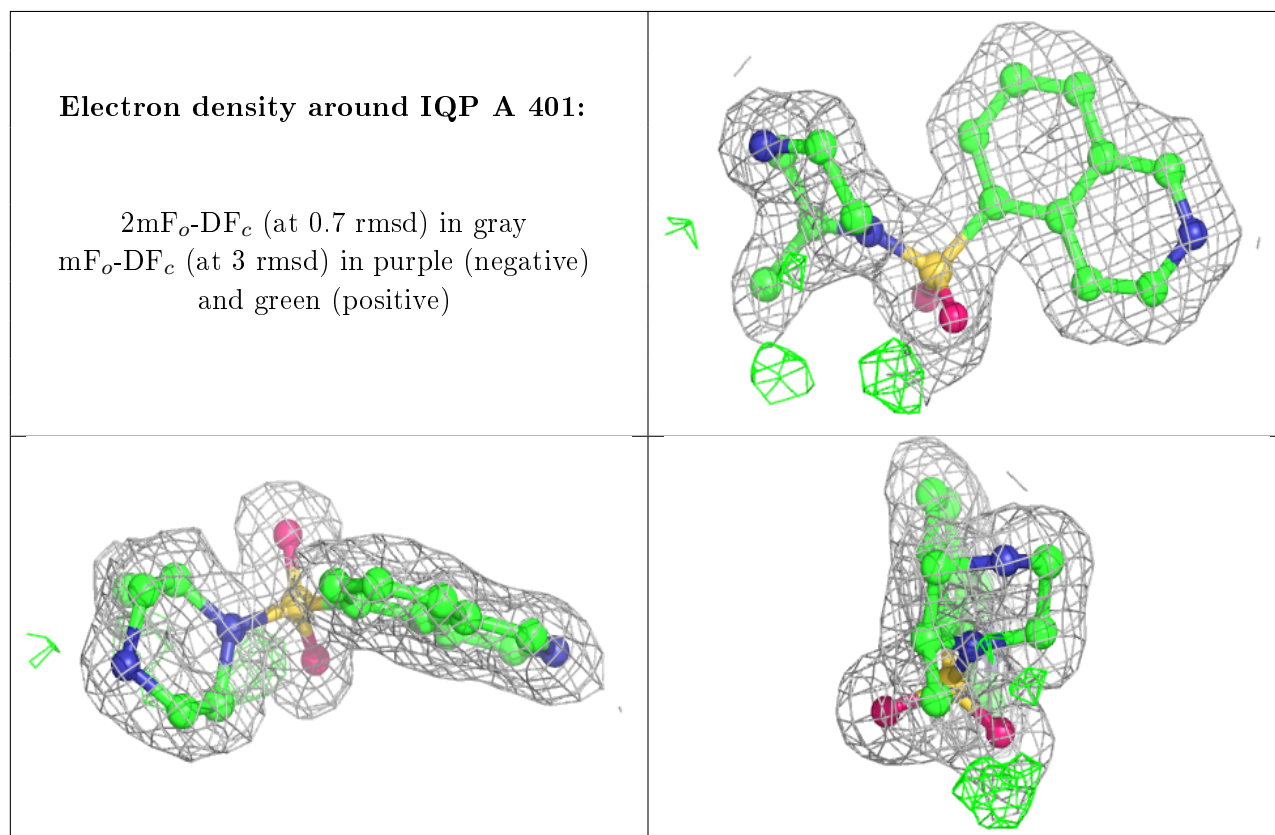 Electron density around IQP A 401:
2mFo-DFc (at 0.7 rmsd) in gray
mFo-DFc (at 3 rmsd) in purple (negative)
and green (positive)